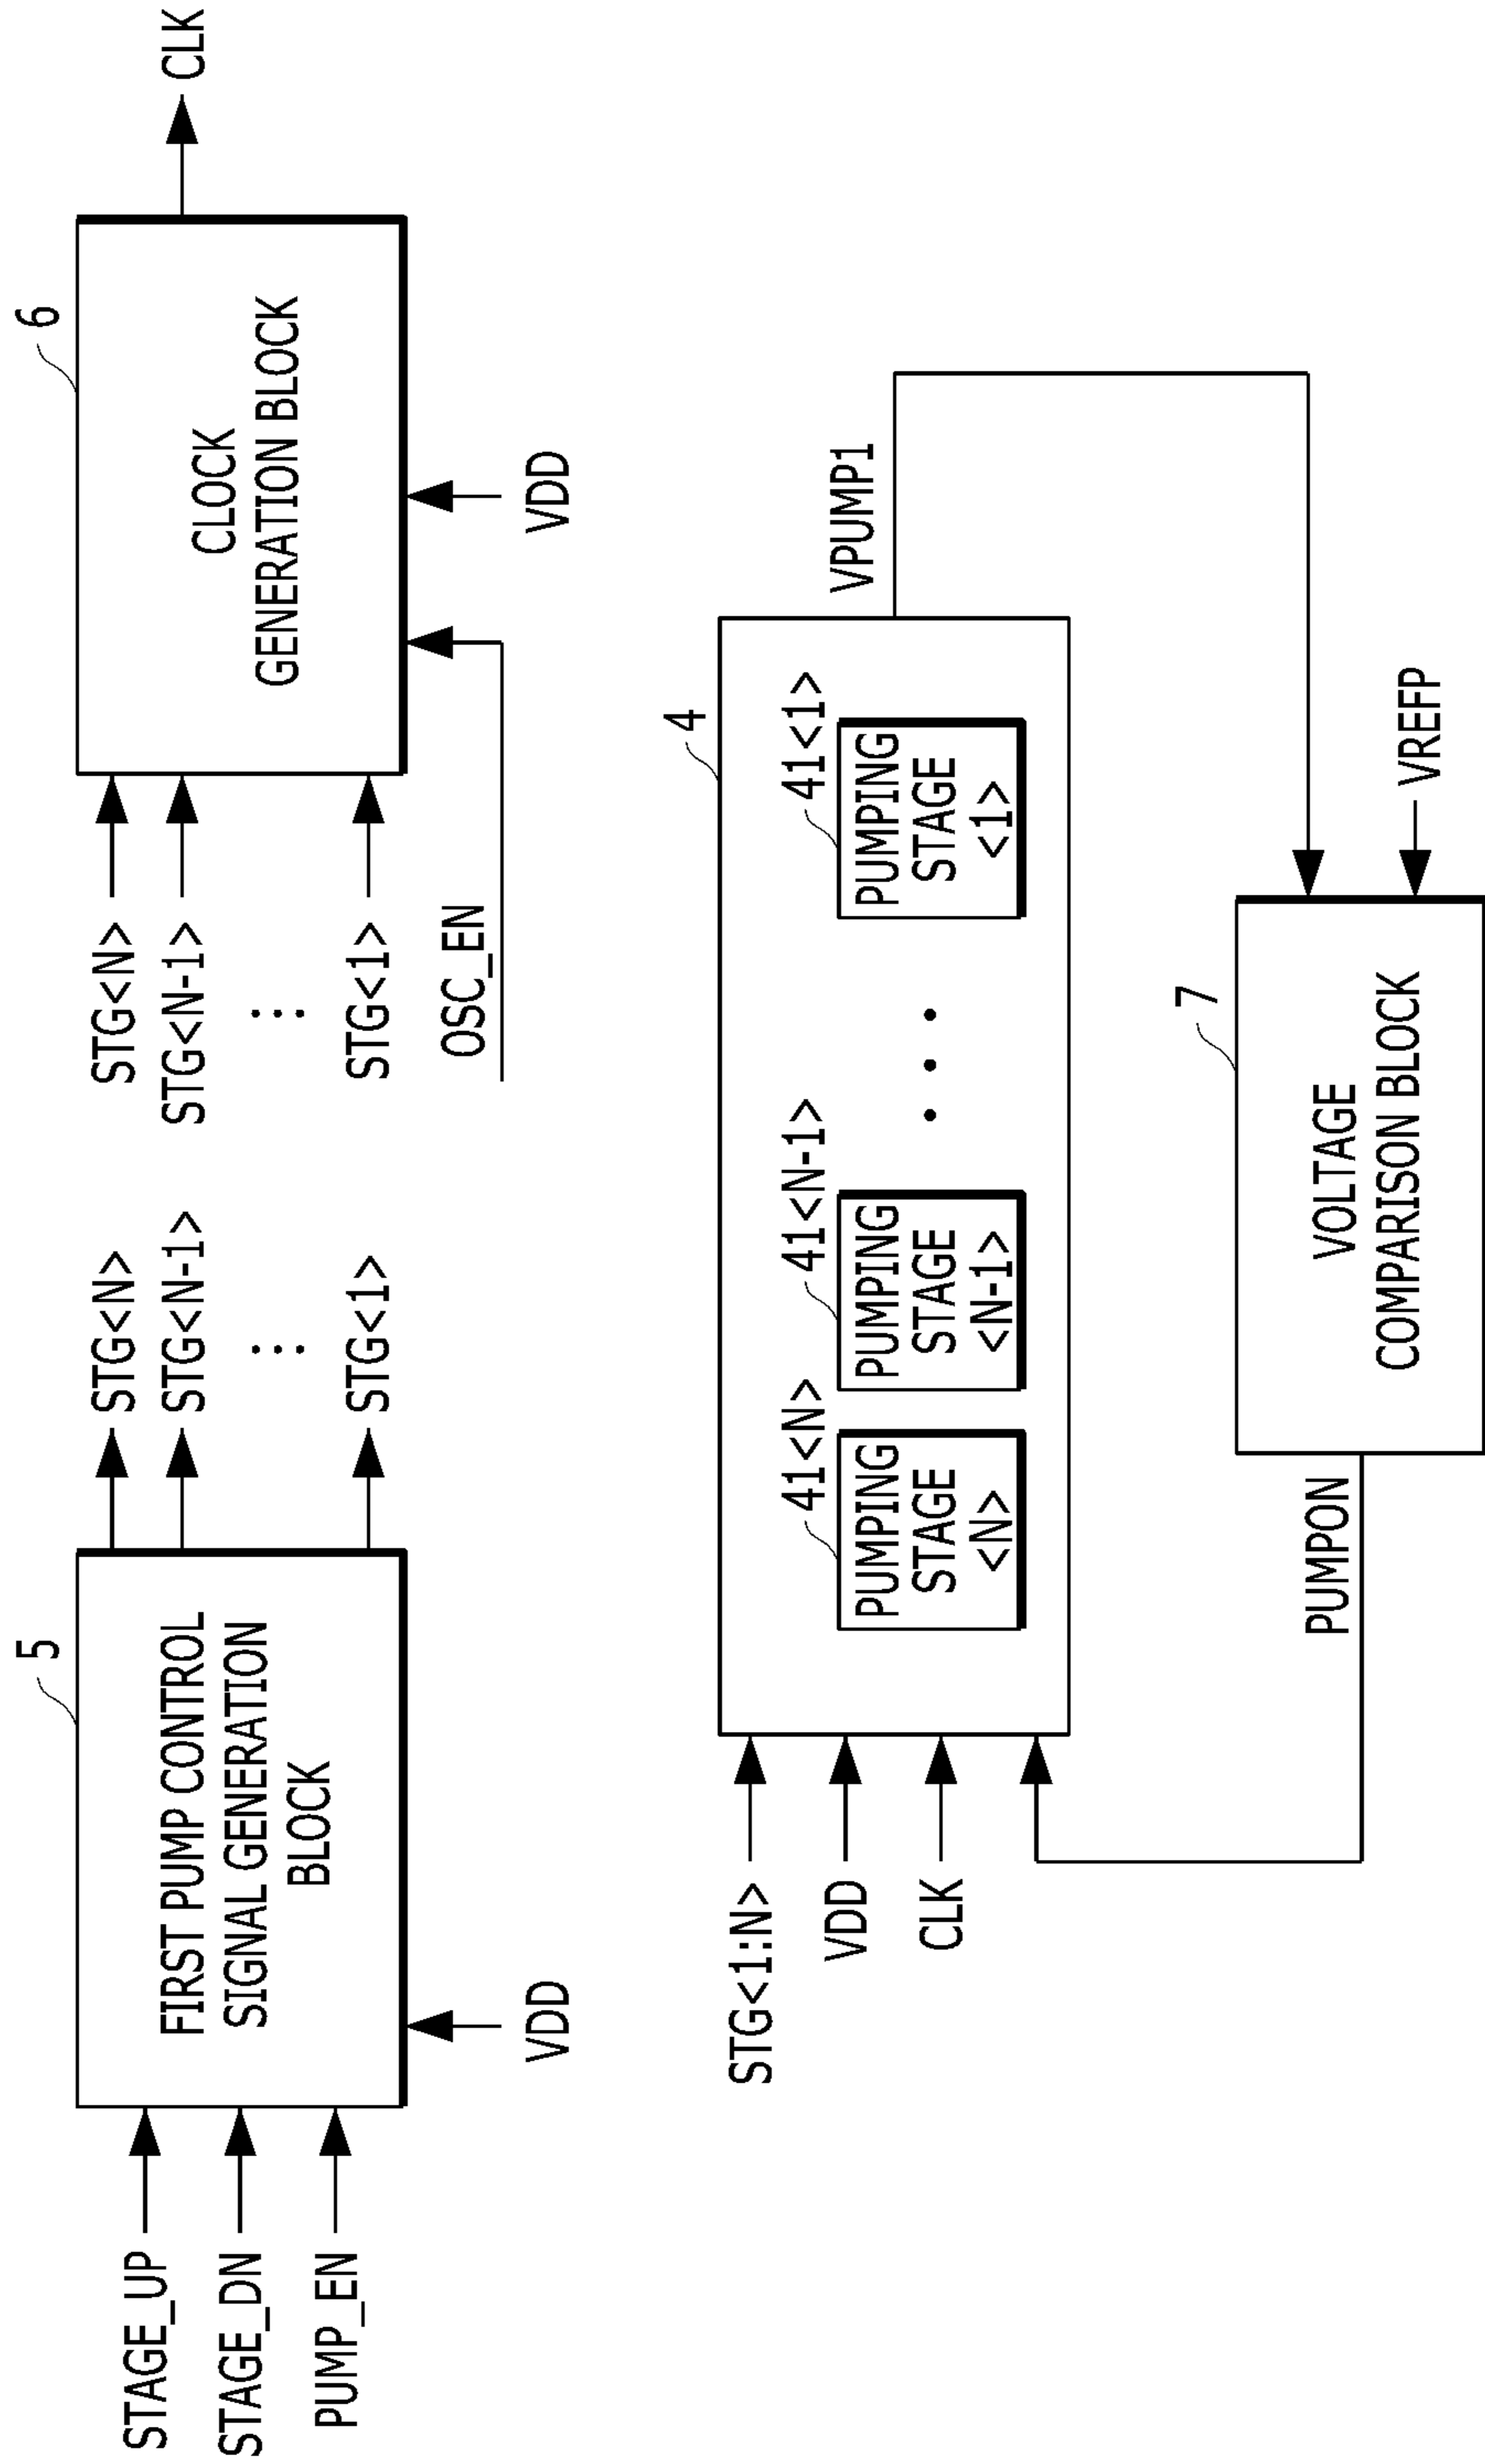 5
STAGE_UP
STAGE_DN
PUMP_EN
FIRST PUMP CONTROL
SIGNAL GENERATION
BLOCK
VDD
STG<N>
STG<N-1>
⋮
STG<1>
6
STG<N>
STG<N-1>
⋮
STG<1>
OSC_EN
CLOCK
GENERATION BLOCK
VDD
CLK
4
STG<1:N>
VDD
CLK
41<N>
PUMPING
STAGE
<N>
41<N-1>
PUMPING
STAGE
<N-1>
• • •
41<1>
PUMPING
STAGE
<1>
VPUMP1
7
PUMPON
VOLTAGE
COMPARISON BLOCK
VREFP